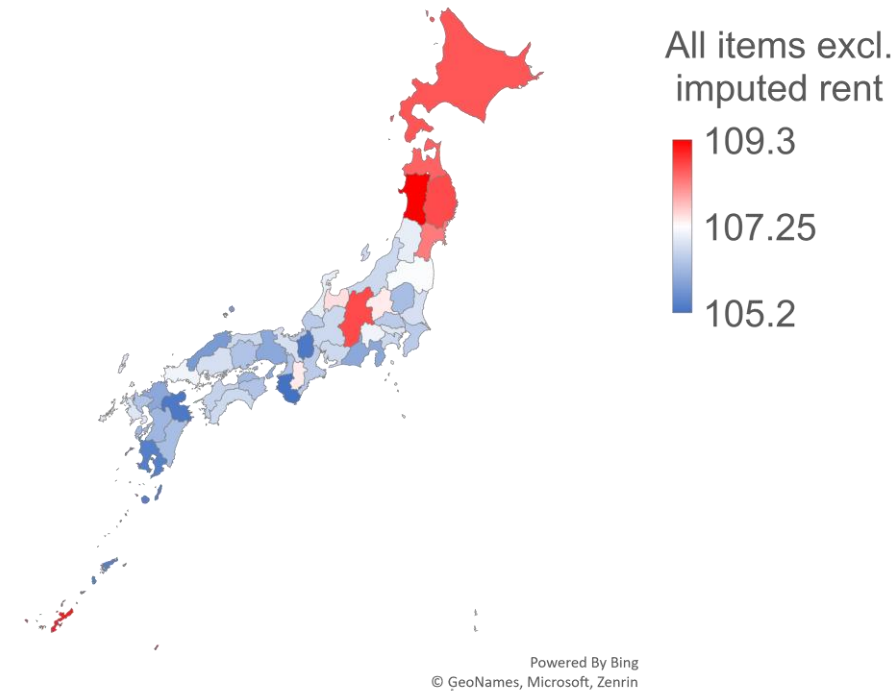 All items excl.
imputed rent
109.3
107.25
105.2
Powered By Bing
© GeoNames, Microsoft, Zenrin